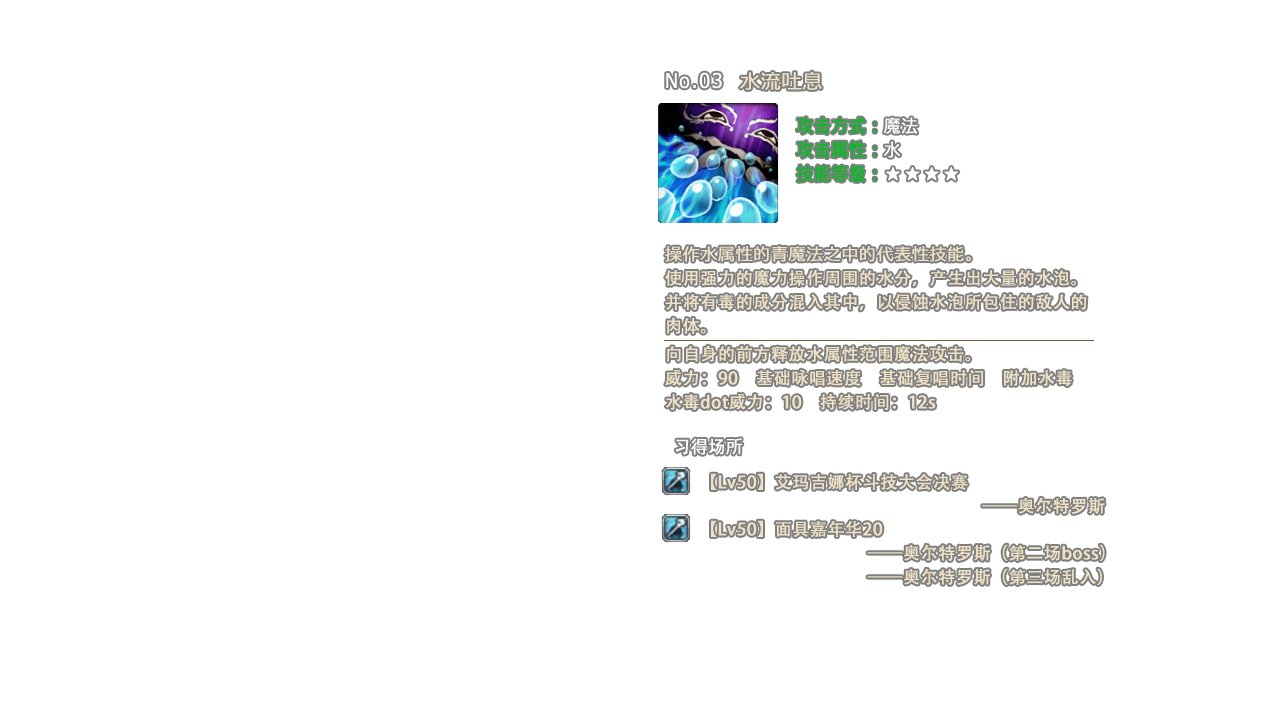 No.03 水流吐息
攻击方式：魔法
攻击属性：水
技能等级：★★★★
操作水属性的青魔法之中的代表性技能。
使用强力的魔力操作周围的水分，产生出大量的水泡。
并将有毒的成分混入其中，以侵蚀水泡所包住的敌人的
肉体。
向自身的前方释放水属性范围魔法攻击。
威力：90 基础咏唱速度 基础复唱时间 附加水毒
水毒dot威力：10 持续时间：12s
习得场所
【Lv50】艾玛吉娜杯斗技大会决赛
——奥尔特罗斯
【Lv50】面具嘉年华20
——奥尔特罗斯（第二场boss）
——奥尔特罗斯（第三场乱入）